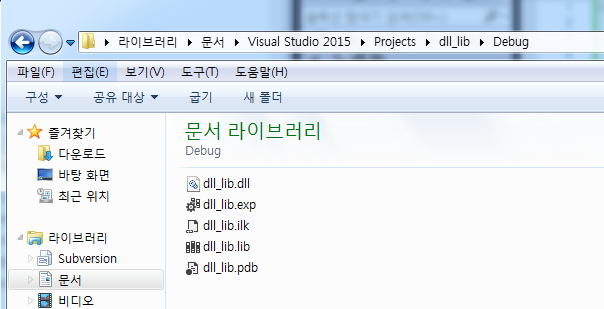 라이브러리 ▸ 문서 ▸ Visual Studio 2015 ▸ Projects ▸ dll_lib ▸ Debug
파일(F) 편집(E) 보기(V) 도구(T) 도움말(H)
구성 공유 대상 굽기 새 폴더
즐겨찾기
다운로드
바탕 화면
최근 위치
라이브러리
Subversion
문서
비디오
문서 라이브러리
Debug
dll_lib.dll
dll_lib.exp
dll_lib.ilk
dll_lib.lib
dll_lib.pdb